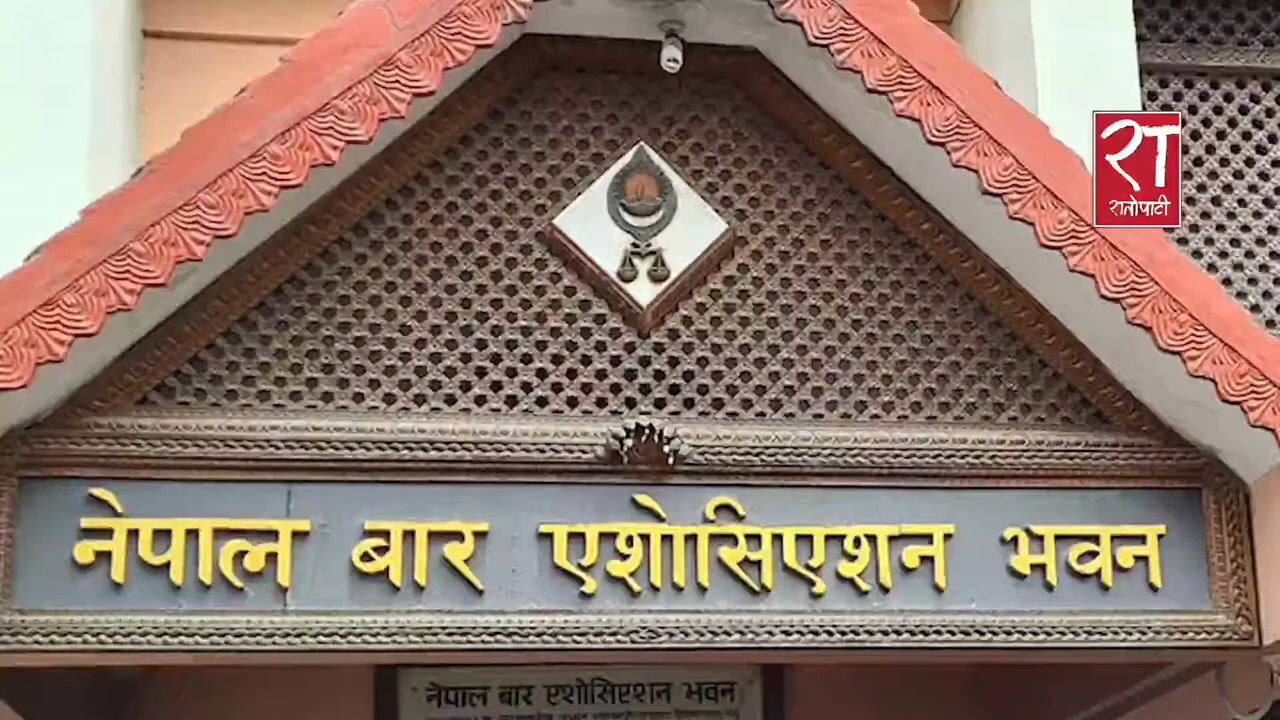 रा
रातोपाटी
नेपाल बार एशोसिएशन भवन
नेपाल बार एशोसिएशन भवन